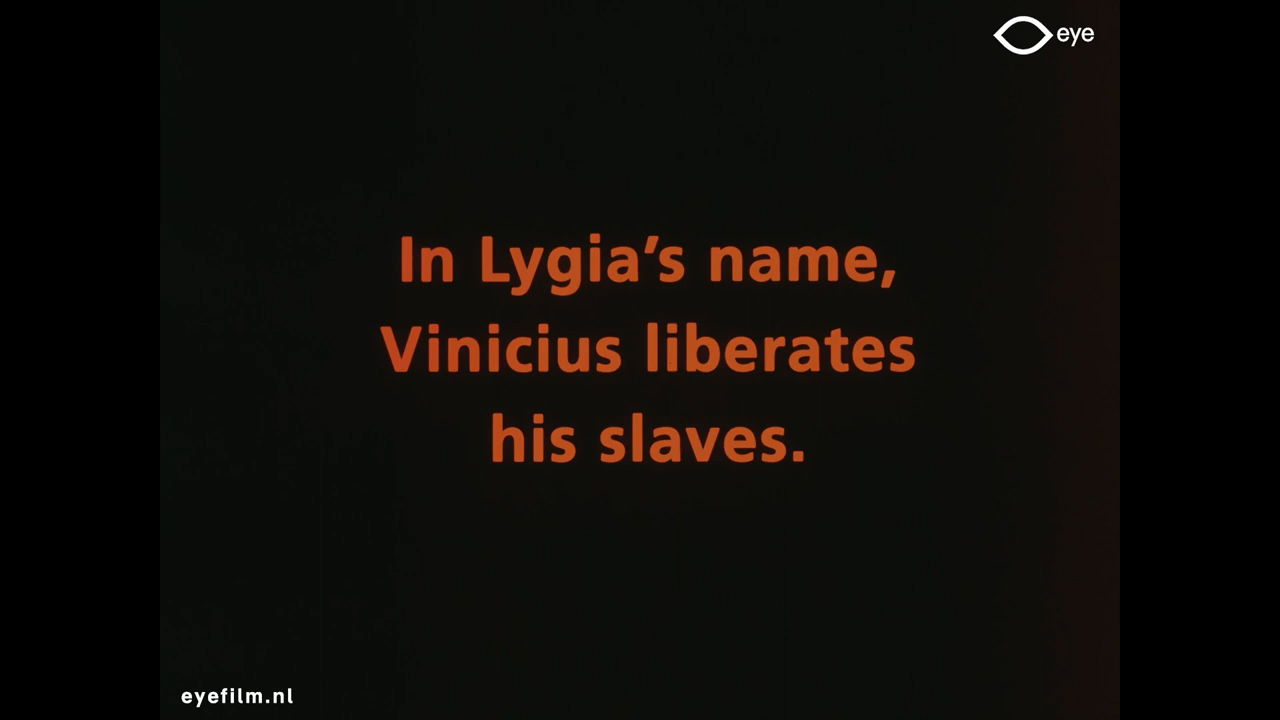 eye
In Lygia’s name,
Vinicius liberates
his slaves.
eyefilm.nl